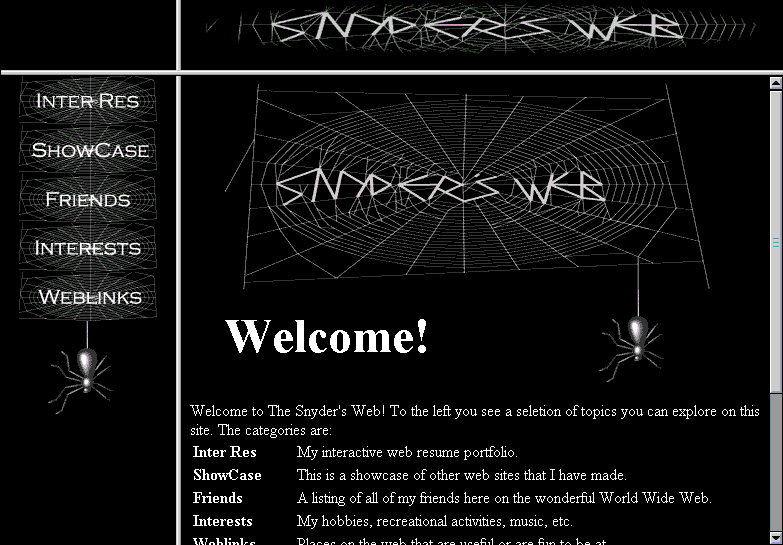 SNYDER'S WEB
INTER RES
SHOWCASE
FRIENDS
INTERESTS
WEBLINKS
SNYDER'S WEB
Welcome!
Welcome to The Snyder's Web! To the left you see a seletion of topics you can explore on this
site. The categories are:
Inter Res My interactive web resume portfolio.
ShowCase This is a showcase of other web sites that I have made.
Friends A listing of all of my friends here on the wonderful World Wide Web.
Interests My hobbies, recreational activities, music, etc.
Weblinks Places on the web that are useful or are fun to be at.